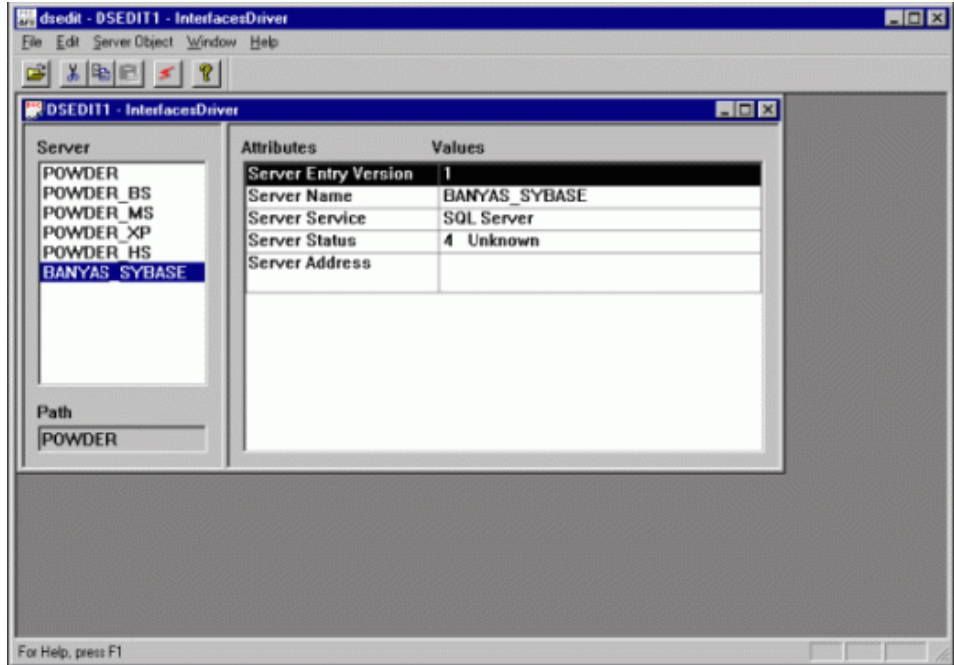 dsedit - DSEDIT1 - InterfacesDriver
File Edit Server Object Window Help
DSEDIT1 - InterfacesDriver
Server
POWDER
POWDER_BS
POWDER_MS
POWDER_XP
POWDER_HS
BANYAS_SYBASE
Path
POWDER
Attributes Values
Server Entry Version 1
Server Name BANYAS_SYBASE
Server Service SQL Server
Server Status 4 Unknown
Server Address
For Help, press F1